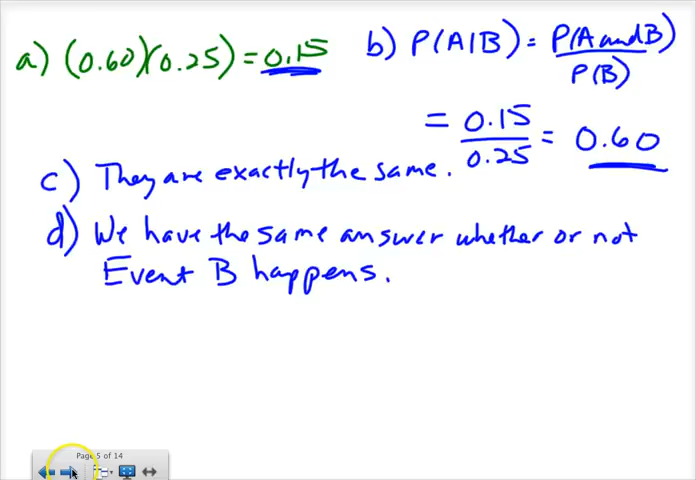 a) (0.60)(0.25) = 0.15
b) P(A|B) = P(A and B) / P(B)
= 0.15 / 0.25 = 0.60
c) They are exactly the same.
d) We have the same answer whether or not
Event B happens.
Page 5 of 14